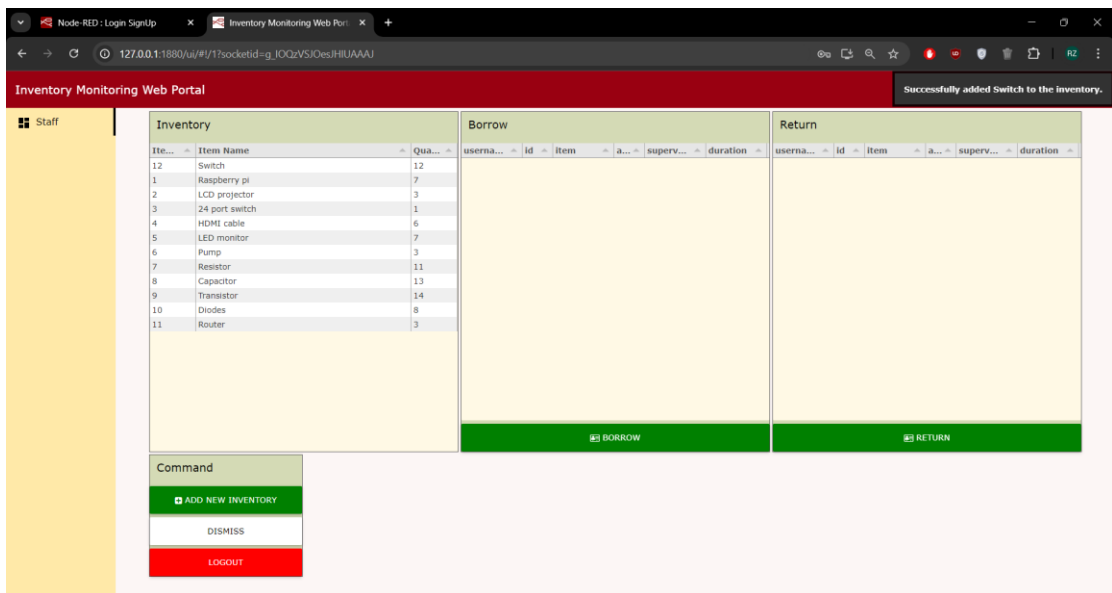 Node-RED : Login SignUp
Inventory Monitoring Web Port
127.0.0.1:1880/ui/#!/1?socketid=g_IOQzVSJOesJHIUAAAJ
RZ
Inventory Monitoring Web Portal
Successfully added Switch to the inventory.
Staff
Inventory
Ite... Item Name Qua...
12 Switch 12
1 Raspberry pi 7
2 LCD projector 3
3 24 port switch 1
4 HDMI cable 6
5 LED monitor 7
6 Pump 3
7 Resistor 11
8 Capacitor 13
9 Transistor 14
10 Diodes 8
11 Router 3
Borrow
userna... id item a... superv... duration
BORROW
Return
userna... id item a... superv... duration
RETURN
Command
ADD NEW INVENTORY
DISMISS
LOGOUT